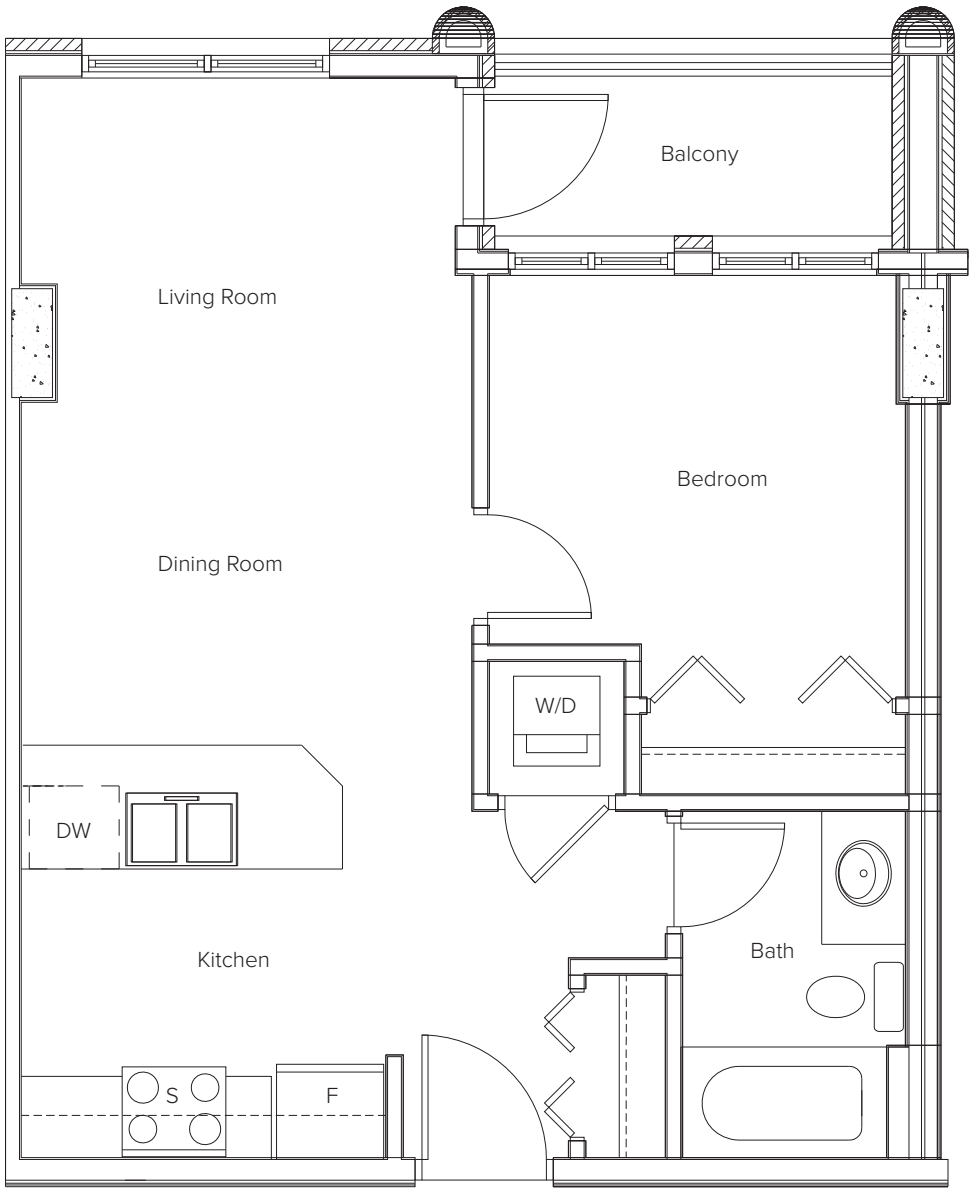 Balcony
Living Room
Bedroom
Dining Room
W/D
DW
Bath
Kitchen
S
F